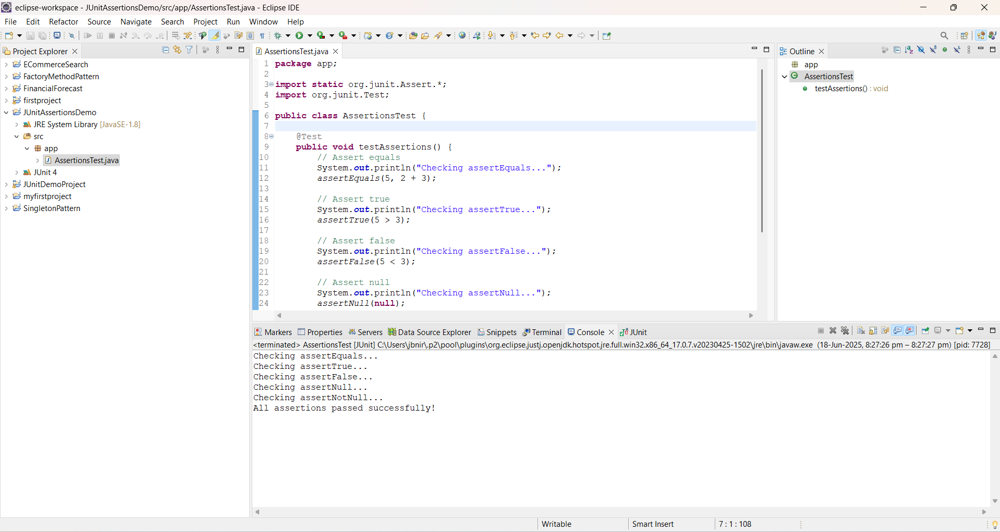 eclipse-workspace - JUnitAssertionsDemo/src/app/AssertionsTest.java - Eclipse IDE
File Edit Refactor Source Navigate Search Project Run Window Help
Project Explorer
ECommerceSearch
FactoryMethodPattern
FinancialForecast
firstproject
JUnitAssertionsDemo
JRE System Library [JavaSE-1.8]
src
app
AssertionsTest.java
JUnit 4
JUnitDemoProject
myfirstproject
SingletonPattern
AssertionsTest.java
1 package app;
2
3 import static org.junit.Assert.*;
4 import org.junit.Test;
5
6 public class AssertionsTest {
7
8 @Test
9 public void testAssertions() {
10 // Assert equals
11 System.out.println("Checking assertEquals...");
12 assertEquals(5, 2 + 3);
13
14 // Assert true
15 System.out.println("Checking assertTrue...");
16 assertTrue(5 > 3);
17
18 // Assert false
19 System.out.println("Checking assertFalse...");
20 assertFalse(5 < 3);
21
22 // Assert null
23 System.out.println("Checking assertNull...");
24 assertNull(null);
Outline
app
AssertionsTest
testAssertions() : void
Markers Properties Servers Data Source Explorer Snippets Terminal Console JUnit
<terminated> AssertionsTest [JUnit] C:\Users\jbnir\.p2\pool\plugins\org.eclipse.justj.openjdk.hotspot.jre.full.win32.x86_64_17.0.7.v20230425-1502\jre\bin\javaw.exe (18-Jun-2025, 8:27:26 pm – 8:27:27 pm) [pid: 7728]
Checking assertEquals...
Checking assertTrue...
Checking assertFalse...
Checking assertNull...
Checking assertNotNull...
All assertions passed successfully!
Writable Smart Insert 7 : 1 : 108